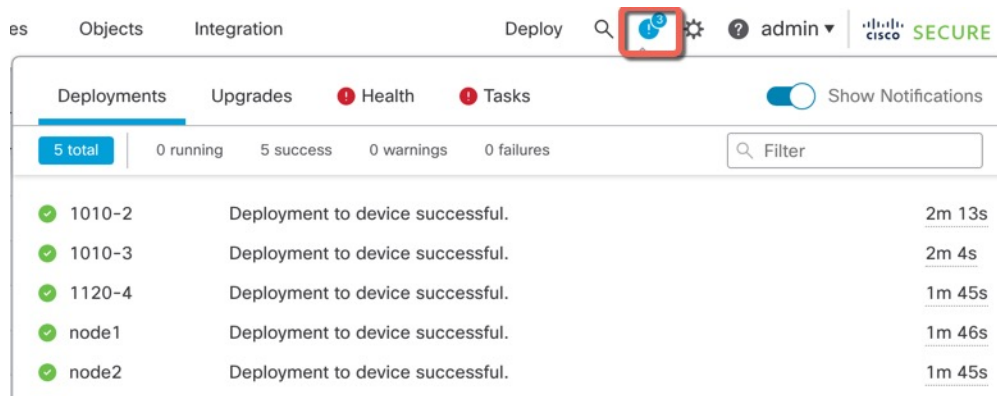 es Objects Integration Deploy 3 admin cisco SECURE
Deployments Upgrades Health Tasks Show Notifications
5 total 0 running 5 success 0 warnings 0 failures Filter
1010-2 Deployment to device successful. 2m 13s
1010-3 Deployment to device successful. 2m 4s
1120-4 Deployment to device successful. 1m 45s
node1 Deployment to device successful. 1m 46s
node2 Deployment to device successful. 1m 45s